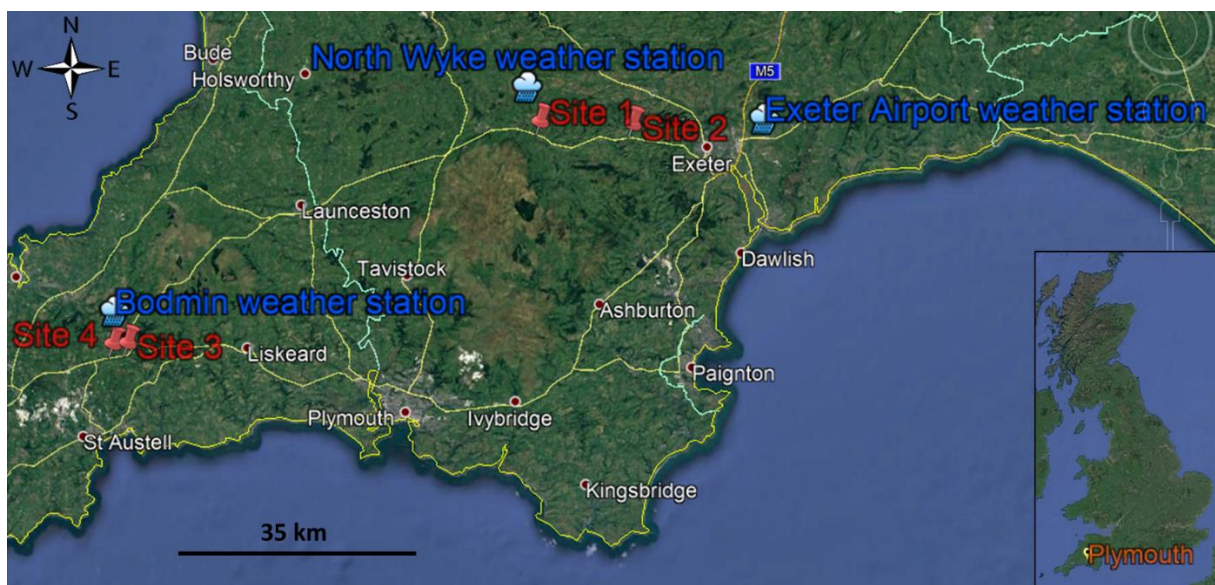 N
W E
S
Bude
Holsworthy
North Wyke weather station
M5
Site 1
Site 2
Exeter Airport weather station
Exeter
Launceston
Tavistock
Dawlish
Bodmin weather station
Ashburton
Site 4
Site 3
Liskeard
Paignton
Plymouth
Ivybridge
St Austell
Kingsbridge
35 km
Plymouth